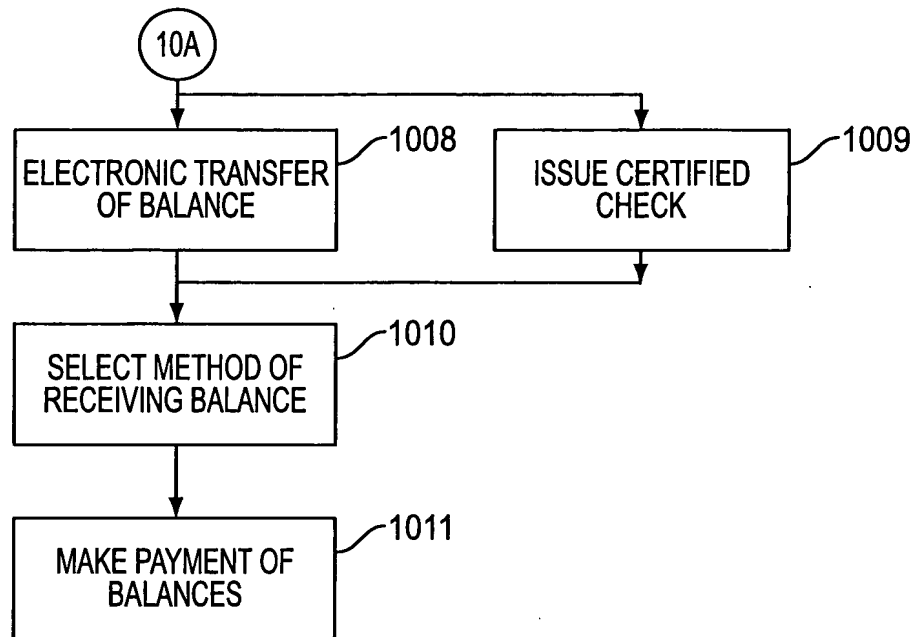 10A
1008
ELECTRONIC TRANSFER
OF BALANCE
1009
ISSUE CERTIFIED
CHECK
1010
SELECT METHOD OF
RECEIVING BALANCE
1011
MAKE PAYMENT OF
BALANCES